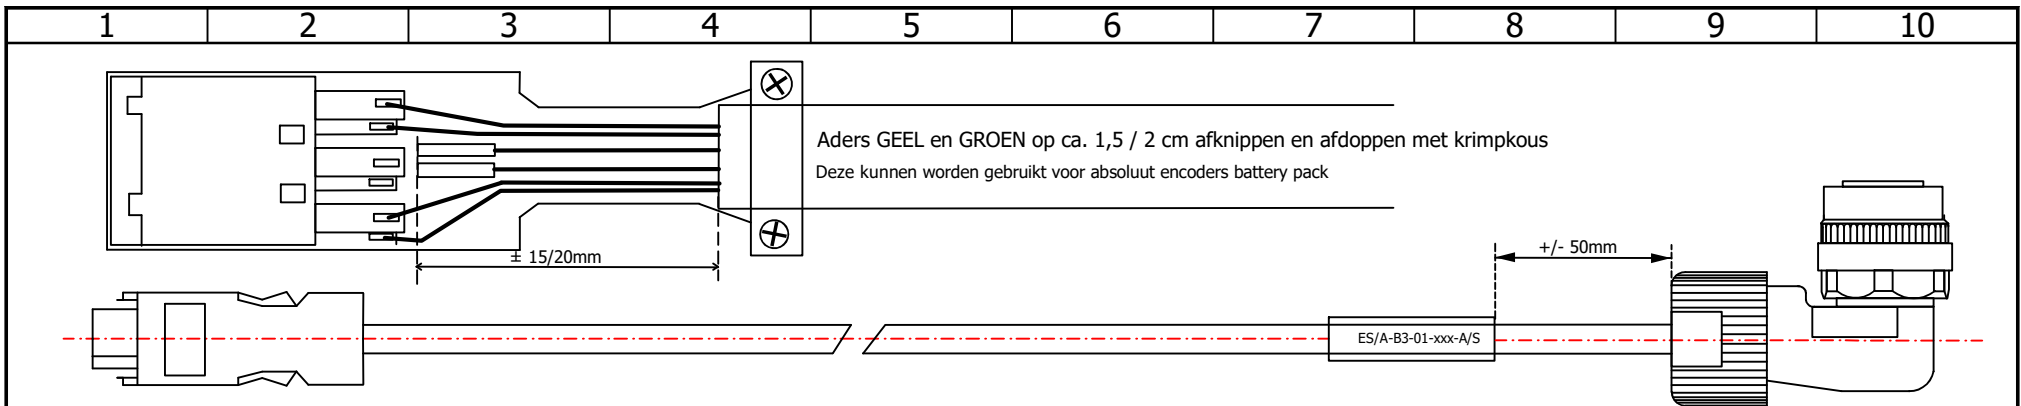 1 2 3 4 5 6 7 8 9 10
Aders GEEL en GROEN op ca. 1,5 / 2 cm afknippen en afdoppen met krimpkous
Deze kunnen worden gebruikt voor absoluut encoders battery pack
± 15/20mm
+/- 50mm
ES/A-B3-01-xxx-A/S